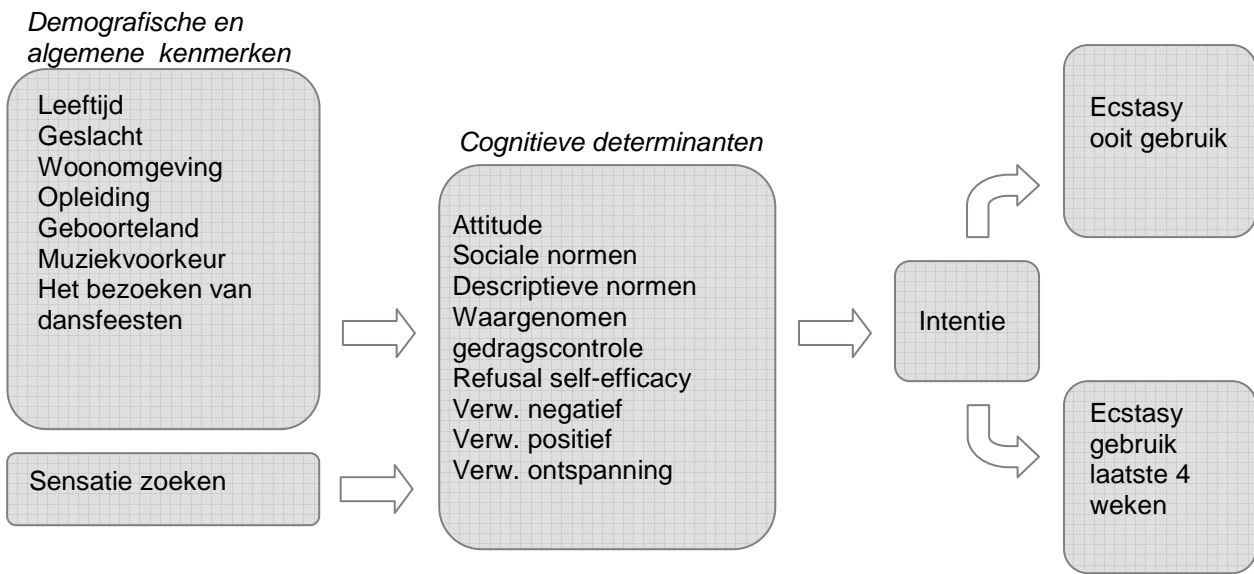 Demografische en
algemene kenmerken
Leeftijd
Geslacht
Woonomgeving
Opleiding
Geboorteland
Muziekvoorkeur
Het bezoeken van
dansfeesten
Sensatie zoeken
Cognitieve determinanten
Attitude
Sociale normen
Descriptieve normen
Waargenomen
gedragscontrole
Refusal self-efficacy
Verw. negatief
Verw. positief
Verw. ontspanning
Intentie
Ecstasy
ooit gebruik
Ecstasy
gebruik
laatste 4
weken